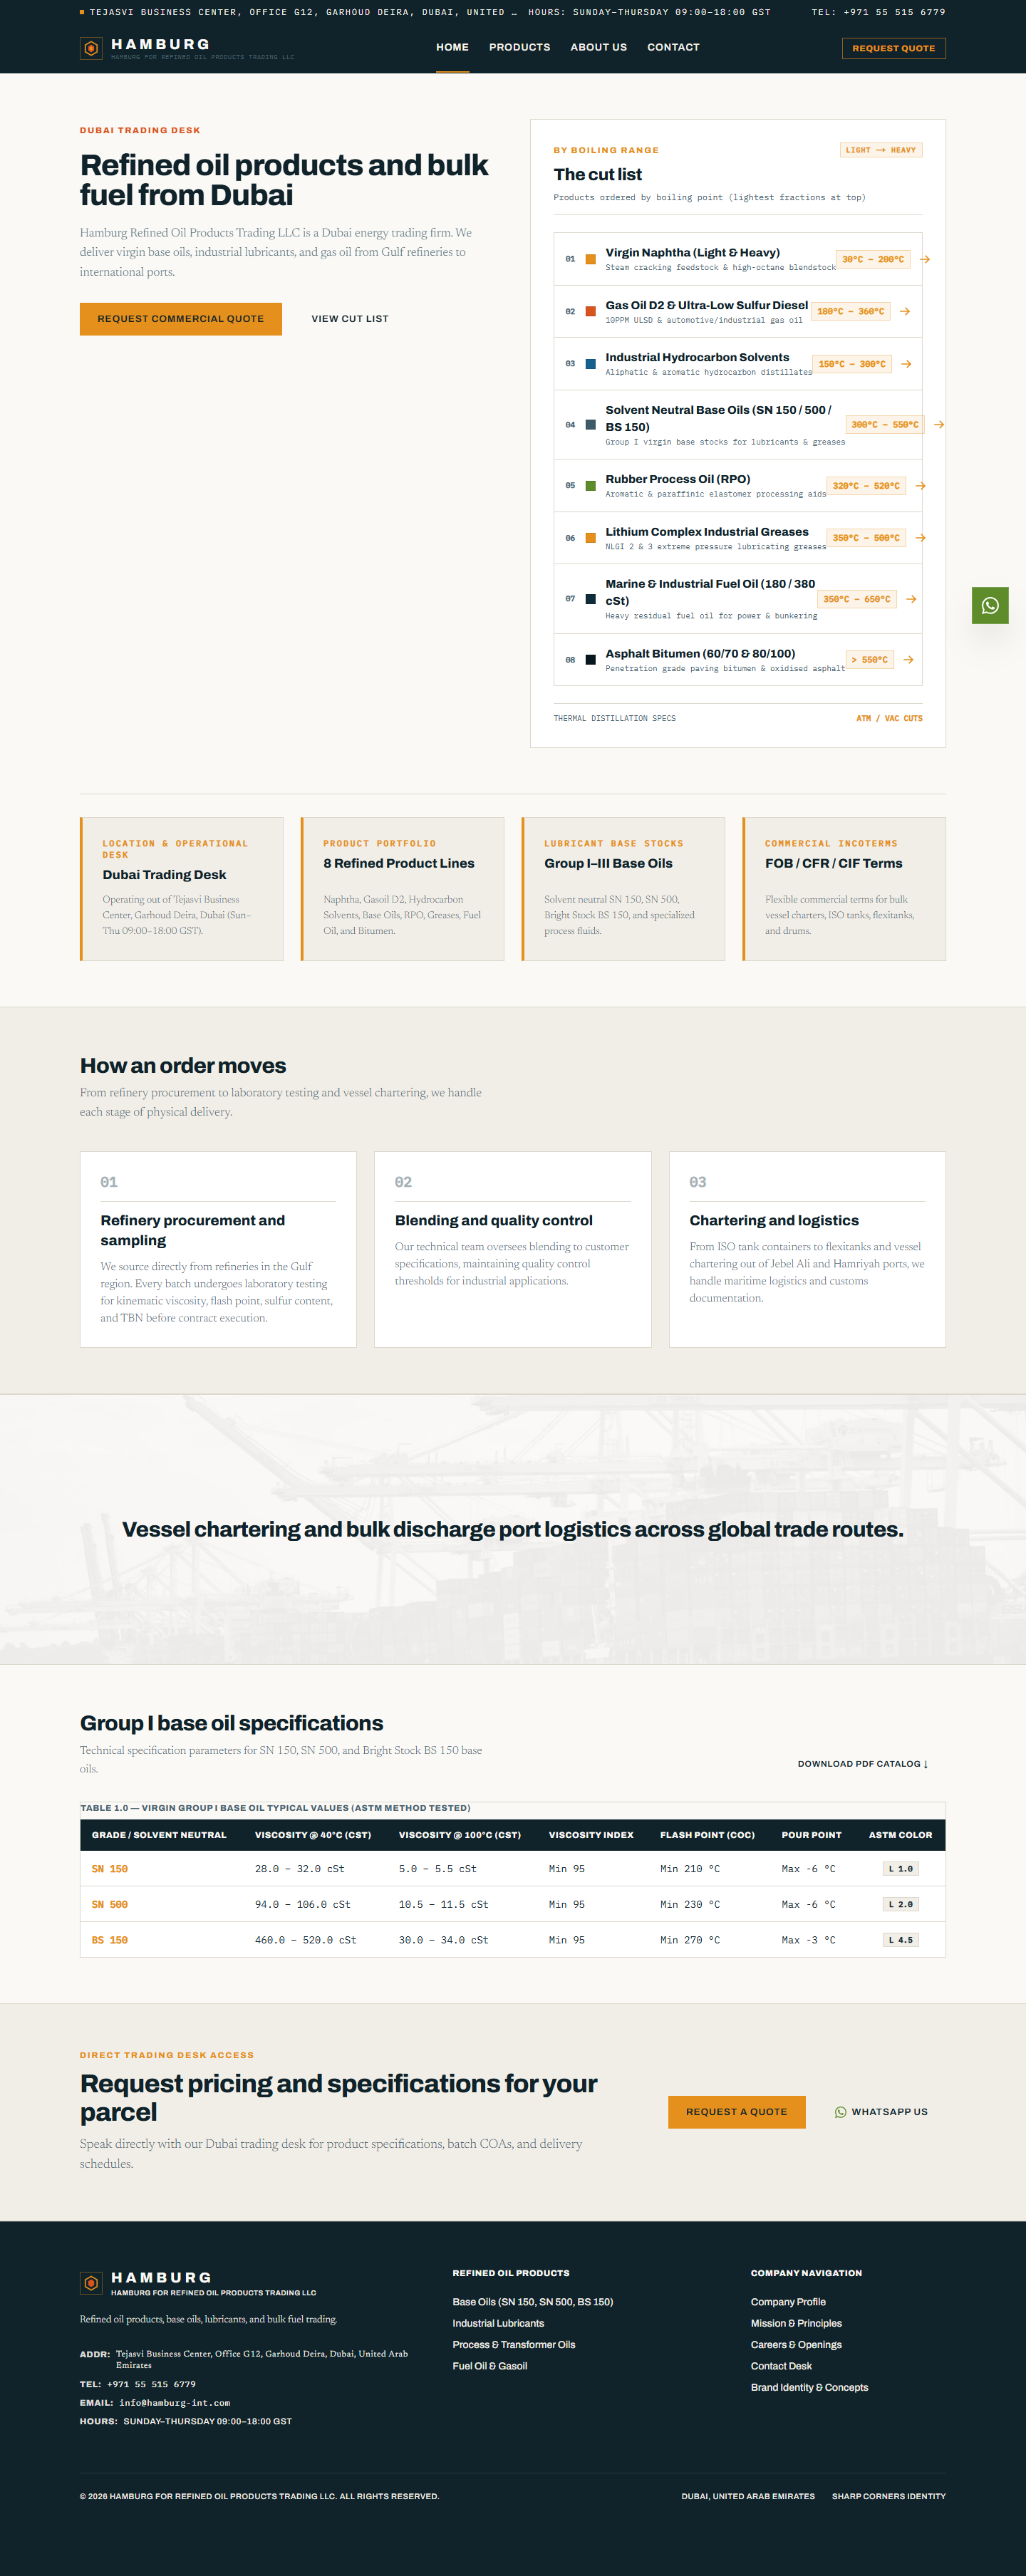 TEJASVI BUSINESS CENTER, OFFICE G12, GARHOUD DEIRA, DUBAI, UNITED … HOURS: SUNDAY–THURSDAY 09:00–18:00 GST TEL: +971 55 515 6779
HAMBURG
HAMBURG FOR REFINED OIL PRODUCTS TRADING LLC
HOME PRODUCTS ABOUT US CONTACT
REQUEST QUOTE
DUBAI TRADING DESK
Refined oil products and bulk
fuel from Dubai
Hamburg Refined Oil Products Trading LLC is a Dubai energy trading firm. We
deliver virgin base oils, industrial lubricants, and gas oil from Gulf refineries to
international ports.
REQUEST COMMERCIAL QUOTE VIEW CUT LIST
BY BOILING RANGE
LIGHT → HEAVY
The cut list
Products ordered by boiling point (lightest fractions at top)
01 Virgin Naphtha (Light & Heavy)
Steam cracking feedstock & high-octane blendstock
30°C – 200°C →
02 Gas Oil D2 & Ultra-Low Sulfur Diesel
10PPM ULSD & automotive/industrial gas oil
180°C – 360°C →
03 Industrial Hydrocarbon Solvents
Aliphatic & aromatic hydrocarbon distillates
150°C – 300°C →
04 Solvent Neutral Base Oils (SN 150 / 500 /
BS 150)
Group I virgin base stocks for lubricants & greases
300°C – 550°C →
05 Rubber Process Oil (RPO)
Aromatic & paraffinic elastomer processing aids
320°C – 520°C →
06 Lithium Complex Industrial Greases
NLGI 2 & 3 extreme pressure lubricating greases
350°C – 500°C →
07 Marine & Industrial Fuel Oil (180 / 380
cSt)
Heavy residual fuel oil for power & bunkering
350°C – 650°C →
08 Asphalt Bitumen (60/70 & 80/100)
Penetration grade paving bitumen & oxidised asphalt
> 550°C →
THERMAL DISTILLATION SPECS ATM / VAC CUTS
LOCATION & OPERATIONAL
DESK
Dubai Trading Desk
Operating out of Tejasvi Business
Center, Garhoud Deira, Dubai (Sun–
Thu 09:00–18:00 GST).
PRODUCT PORTFOLIO
8 Refined Product Lines
Naphtha, Gasoil D2, Hydrocarbon
Solvents, Base Oils, RPO, Greases, Fuel
Oil, and Bitumen.
LUBRICANT BASE STOCKS
Group I–III Base Oils
Solvent neutral SN 150, SN 500,
Bright Stock BS 150, and specialized
process fluids.
COMMERCIAL INCOTERMS
FOB / CFR / CIF Terms
Flexible commercial terms for bulk
vessel charters, ISO tanks, flexitanks,
and drums.
How an order moves
From refinery procurement to laboratory testing and vessel chartering, we handle
each stage of physical delivery.
01
Refinery procurement and
sampling
We source directly from refineries in the Gulf
region. Every batch undergoes laboratory testing
for kinematic viscosity, flash point, sulfur content,
and TBN before contract execution.
02
Blending and quality control
Our technical team oversees blending to customer
specifications, maintaining quality control
thresholds for industrial applications.
03
Chartering and logistics
From ISO tank containers to flexitanks and vessel
chartering out of Jebel Ali and Hamriyah ports, we
handle maritime logistics and customs
documentation.
Vessel chartering and bulk discharge port logistics across global trade routes.
Group I base oil specifications
Technical specification parameters for SN 150, SN 500, and Bright Stock BS 150 base
oils.
DOWNLOAD PDF CATALOG ↓
TABLE 1.0 — VIRGIN GROUP I BASE OIL TYPICAL VALUES (ASTM METHOD TESTED)
GRADE / SOLVENT NEUTRAL VISCOSITY @ 40°C (CST) VISCOSITY @ 100°C (CST) VISCOSITY INDEX FLASH POINT (COC) POUR POINT ASTM COLOR
SN 150 28.0 – 32.0 cSt 5.0 – 5.5 cSt Min 95 Min 210 °C Max -6 °C L 1.0
SN 500 94.0 – 106.0 cSt 10.5 – 11.5 cSt Min 95 Min 230 °C Max -6 °C L 2.0
BS 150 460.0 – 520.0 cSt 30.0 – 34.0 cSt Min 95 Min 270 °C Max -3 °C L 4.5
DIRECT TRADING DESK ACCESS
Request pricing and specifications for your
parcel
Speak directly with our Dubai trading desk for product specifications, batch COAs, and delivery
schedules.
REQUEST A QUOTE WHATSAPP US
HAMBURG
HAMBURG FOR REFINED OIL PRODUCTS TRADING LLC
Refined oil products, base oils, lubricants, and bulk fuel trading.
ADDR: Tejasvi Business Center, Office G12, Garhoud Deira, Dubai, United Arab
Emirates
TEL: +971 55 515 6779
EMAIL: info@hamburg-int.com
HOURS: SUNDAY–THURSDAY 09:00–18:00 GST
REFINED OIL PRODUCTS
Base Oils (SN 150, SN 500, BS 150)
Industrial Lubricants
Process & Transformer Oils
Fuel Oil & Gasoil
COMPANY NAVIGATION
Company Profile
Mission & Principles
Careers & Openings
Contact Desk
Brand Identity & Concepts
© 2026 HAMBURG FOR REFINED OIL PRODUCTS TRADING LLC. ALL RIGHTS RESERVED.
DUBAI, UNITED ARAB EMIRATES SHARP CORNERS IDENTITY